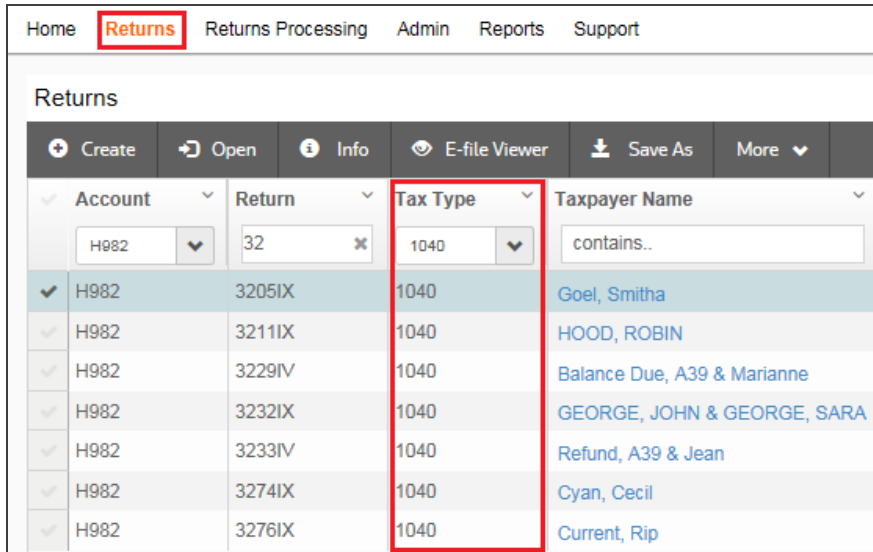 Home Returns Returns Processing Admin Reports Support
Returns
Create Open Info E-file Viewer Save As More
Account Return Tax Type Taxpayer Name
H982 32 1040 contains..
H982 3205IX 1040 Goel, Smitha
H982 3211IX 1040 HOOD, ROBIN
H982 3229IV 1040 Balance Due, A39 & Marianne
H982 3232IX 1040 GEORGE, JOHN & GEORGE, SARA
H982 3233IV 1040 Refund, A39 & Jean
H982 3274IX 1040 Cyan, Cecil
H982 3276IX 1040 Current, Rip